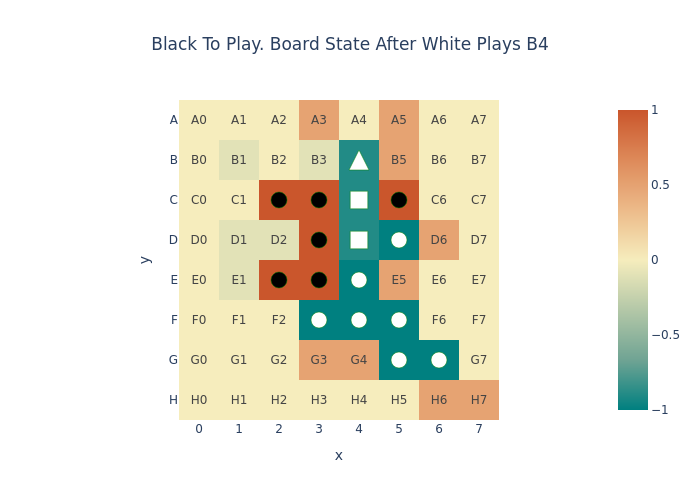 Black To Play. Board State After White Plays B4
A A0 A1 A2 A3 A4 A5 A6 A7
B B0 B1 B2 B3 B5 B6 B7
C C0 C1 C6 C7
D D0 D1 D2 D6 D7
E E0 E1 E5 E6 E7
F F0 F1 F2 F6 F7
G G0 G1 G2 G3 G4 G7
H H0 H1 H2 H3 H4 H5 H6 H7
0 1 2 3 4 5 6 7
x
y
1
0.5
0
−0.5
−1